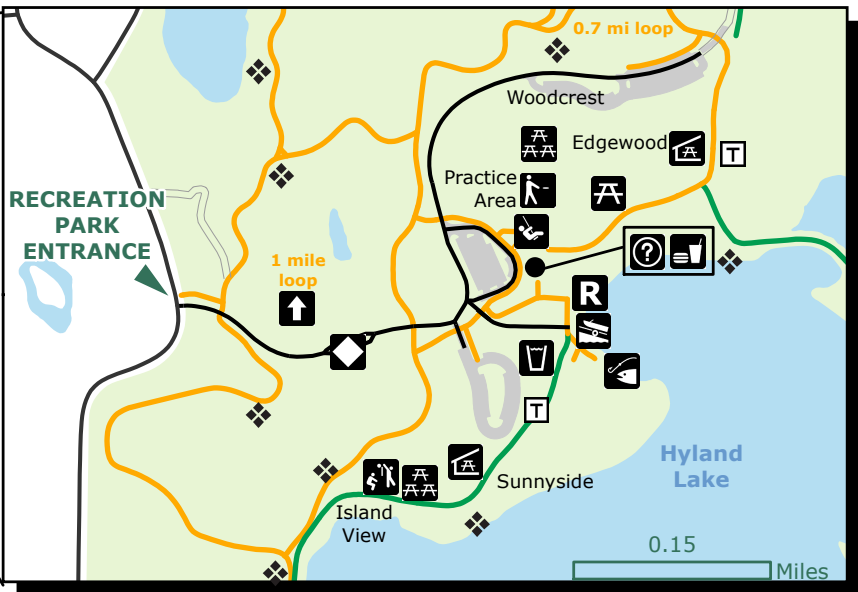 0.7 mi loop
Woodcrest
Edgewood
T
Practice
Area
RECREATION
PARK
ENTRANCE
1 mile
loop
?
R
T
Hyland
Lake
Sunnyside
Island
View
0.15
Miles